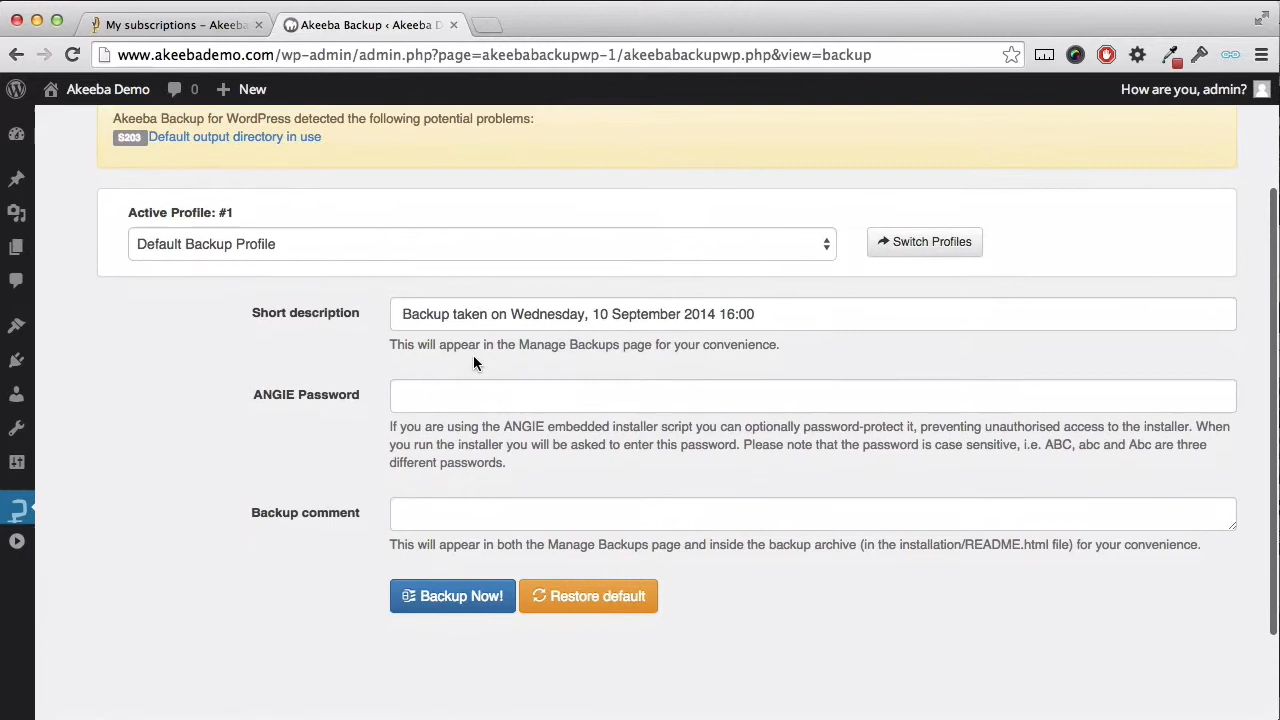 My subscriptions – Akeeba
Akeeba Backup ‹ Akeeba D
www.akeebademo.com/wp-admin/admin.php?page=akeebabackupwp-1/akeebabackupwp.php&view=backup
Akeeba Demo 0 New How are you, admin?
Akeeba Backup for WordPress detected the following potential problems:
S203 Default output directory in use
Active Profile: #1
Default Backup Profile
Switch Profiles
Short description
Backup taken on Wednesday, 10 September 2014 16:00
This will appear in the Manage Backups page for your convenience.
ANGIE Password
If you are using the ANGIE embedded installer script you can optionally password-protect it, preventing unauthorised access to the installer. When
you run the installer you will be asked to enter this password. Please note that the password is case sensitive, i.e. ABC, abc and Abc are three
different passwords.
Backup comment
This will appear in both the Manage Backups page and inside the backup archive (in the installation/README.html file) for your convenience.
Backup Now!
Restore default